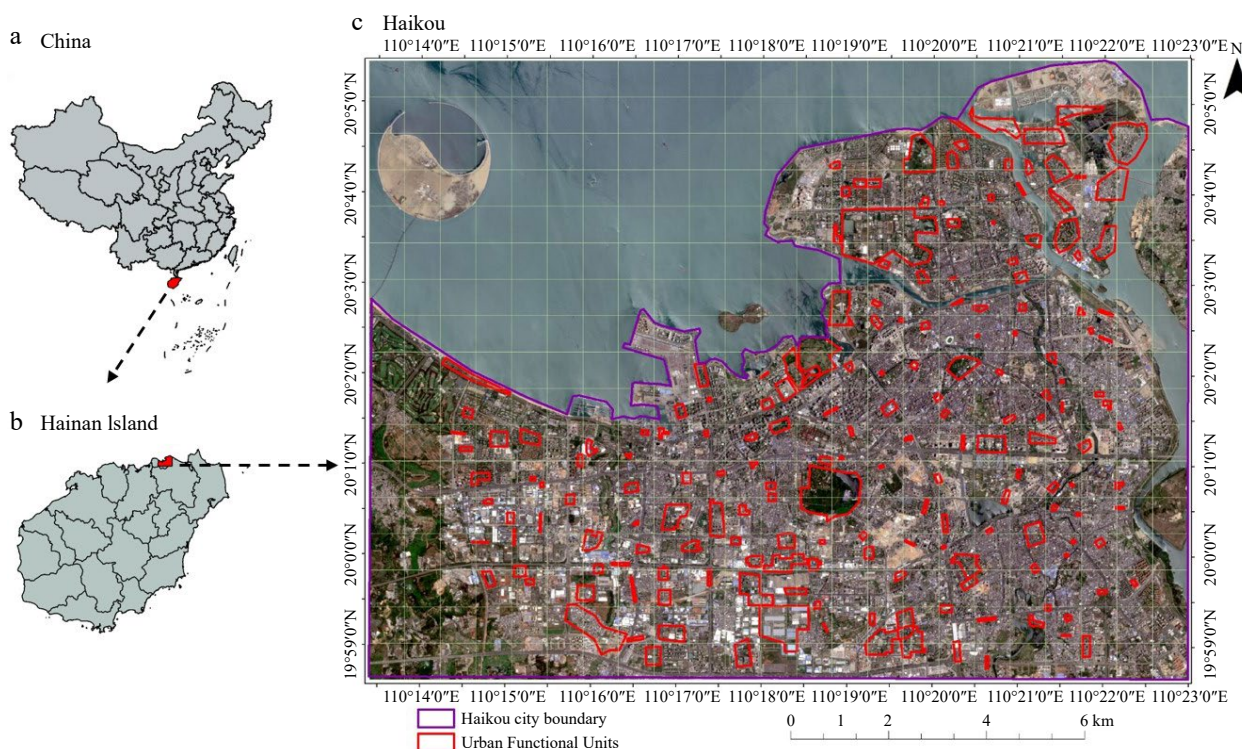 a China
c Haikou
110°14′0″E 110°15′0″E 110°16′0″E 110°17′0″E 110°18′0″E 110°19′0″E 110°20′0″E 110°21′0″E 110°22′0″E 110°23′0″E
N
20°5′0″N
20°4′0″N
20°3′0″N
20°2′0″N
20°1′0″N
20°0′0″N
19°59′0″N
20°5′0″N
20°4′0″N
20°3′0″N
20°2′0″N
20°1′0″N
20°0′0″N
19°59′0″N
b Hainan lsland
110°14′0″E 110°15′0″E 110°16′0″E 110°17′0″E 110°18′0″E 110°19′0″E 110°20′0″E 110°21′0″E 110°22′0″E 110°23′0″E
Haikou city boundary
Urban Functional Units
0 1 2 4 6 km